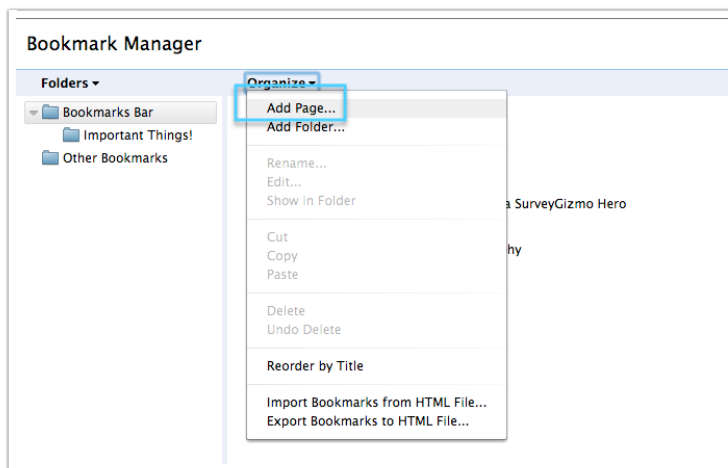 Bookmark Manager
Folders
Organize
Bookmarks Bar
Important Things!
Other Bookmarks
Add Page...
Add Folder...
Rename...
Edit...
Show in Folder
a SurveyGizmo Hero
Cut
Copy
hy
Paste
Delete
Undo Delete
Reorder by Title
Import Bookmarks from HTML File...
Export Bookmarks to HTML File...